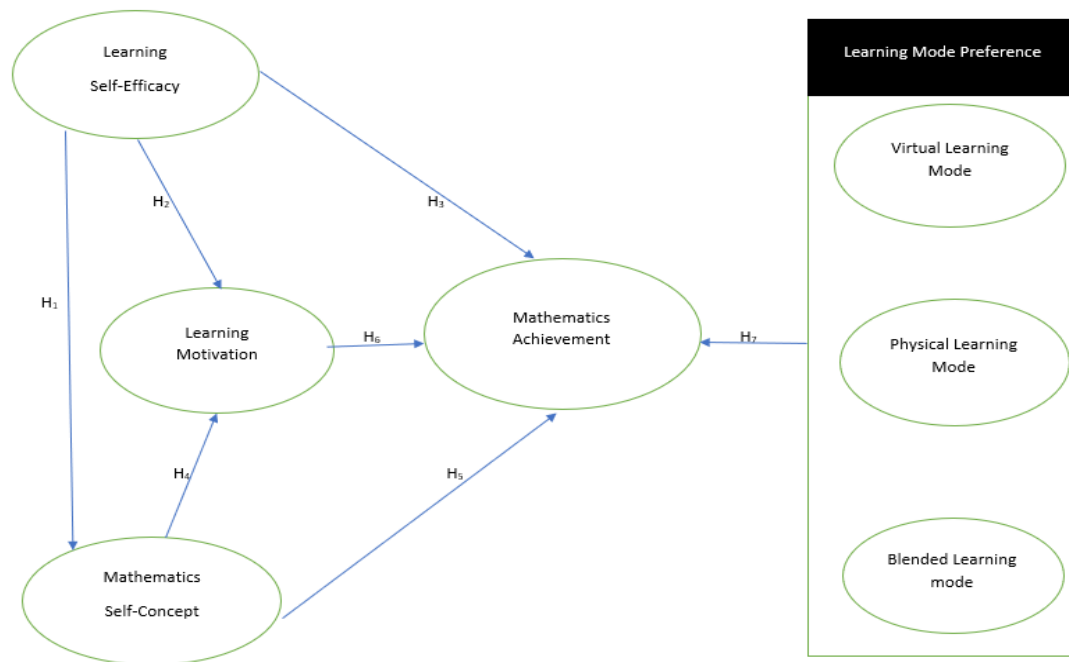 Learning
Self-Efficacy
Learning Mode Preference
Virtual Learning
Mode
H₂
H₃
H₁
Learning
Motivation
H₆
Mathematics
Achievement
H₇
Physical Learning
Mode
H₄
H₅
Mathematics
Self-Concept
Blended Learning
mode